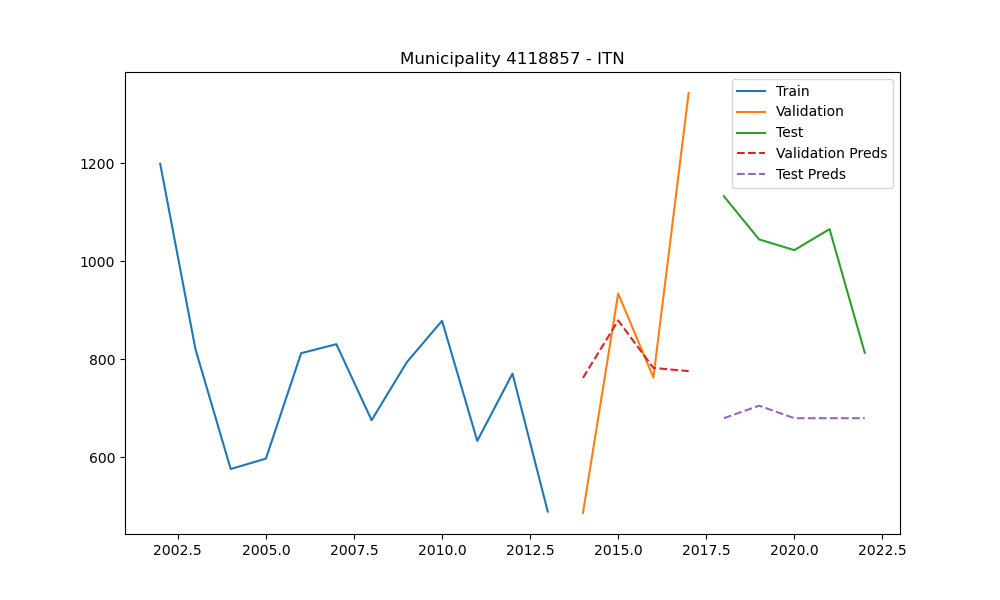 Municipality 4118857 - ITN
Train
Validation
Test
Validation Preds
Test Preds
1200
1000
800
600
2002.5 2005.0 2007.5 2010.0 2012.5 2015.0 2017.5 2020.0 2022.5